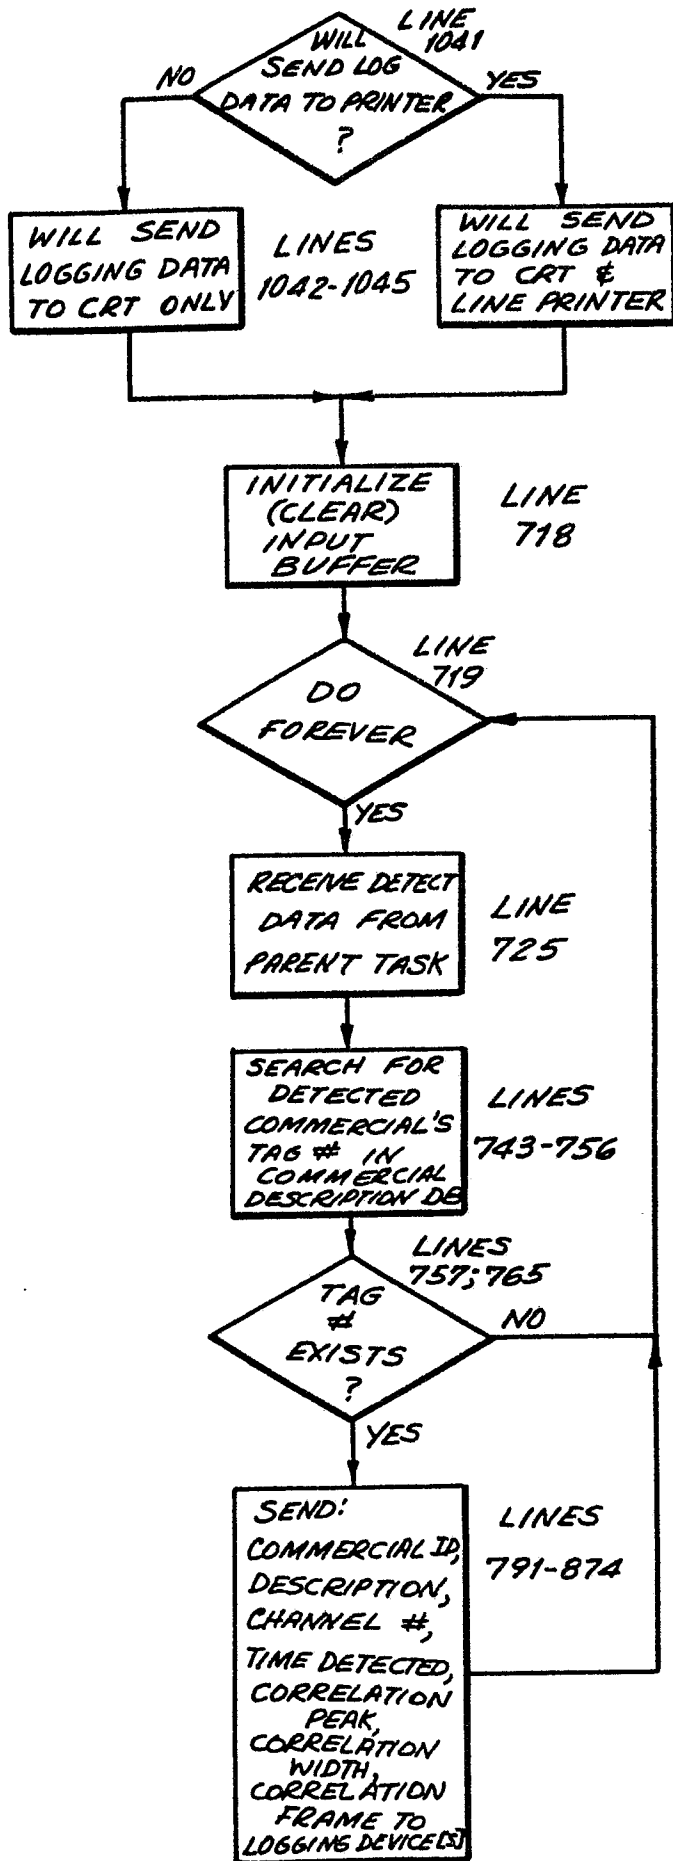 LINE
1041
WILL
SEND LOG
DATA TO PRINTER
?
NO
YES
WILL SEND
LOGGING DATA
TO CRT ONLY
LINES
1042-1045
WILL SEND
LOGGING DATA
TO CRT &
LINE PRINTER
INITIALIZE
(CLEAR)
INPUT
BUFFER
LINE
718
LINE
719
DO
FOREVER
YES
RECEIVE DETECT
DATA FROM
PARENT TASK
LINE
725
SEARCH FOR
DETECTED
COMMERCIAL'S
TAG # IN
COMMERCIAL
DESCRIPTION DB
LINES
743-756
LINES
757;765
TAG
#
EXISTS
?
NO
YES
SEND:
COMMERCIAL ID,
DESCRIPTION,
CHANNEL #,
TIME DETECTED,
CORRELATION
PEAK,
CORRELATION
WIDTH,
CORRELATION
FRAME TO
LOGGING DEVICE[S]
LINES
791-874